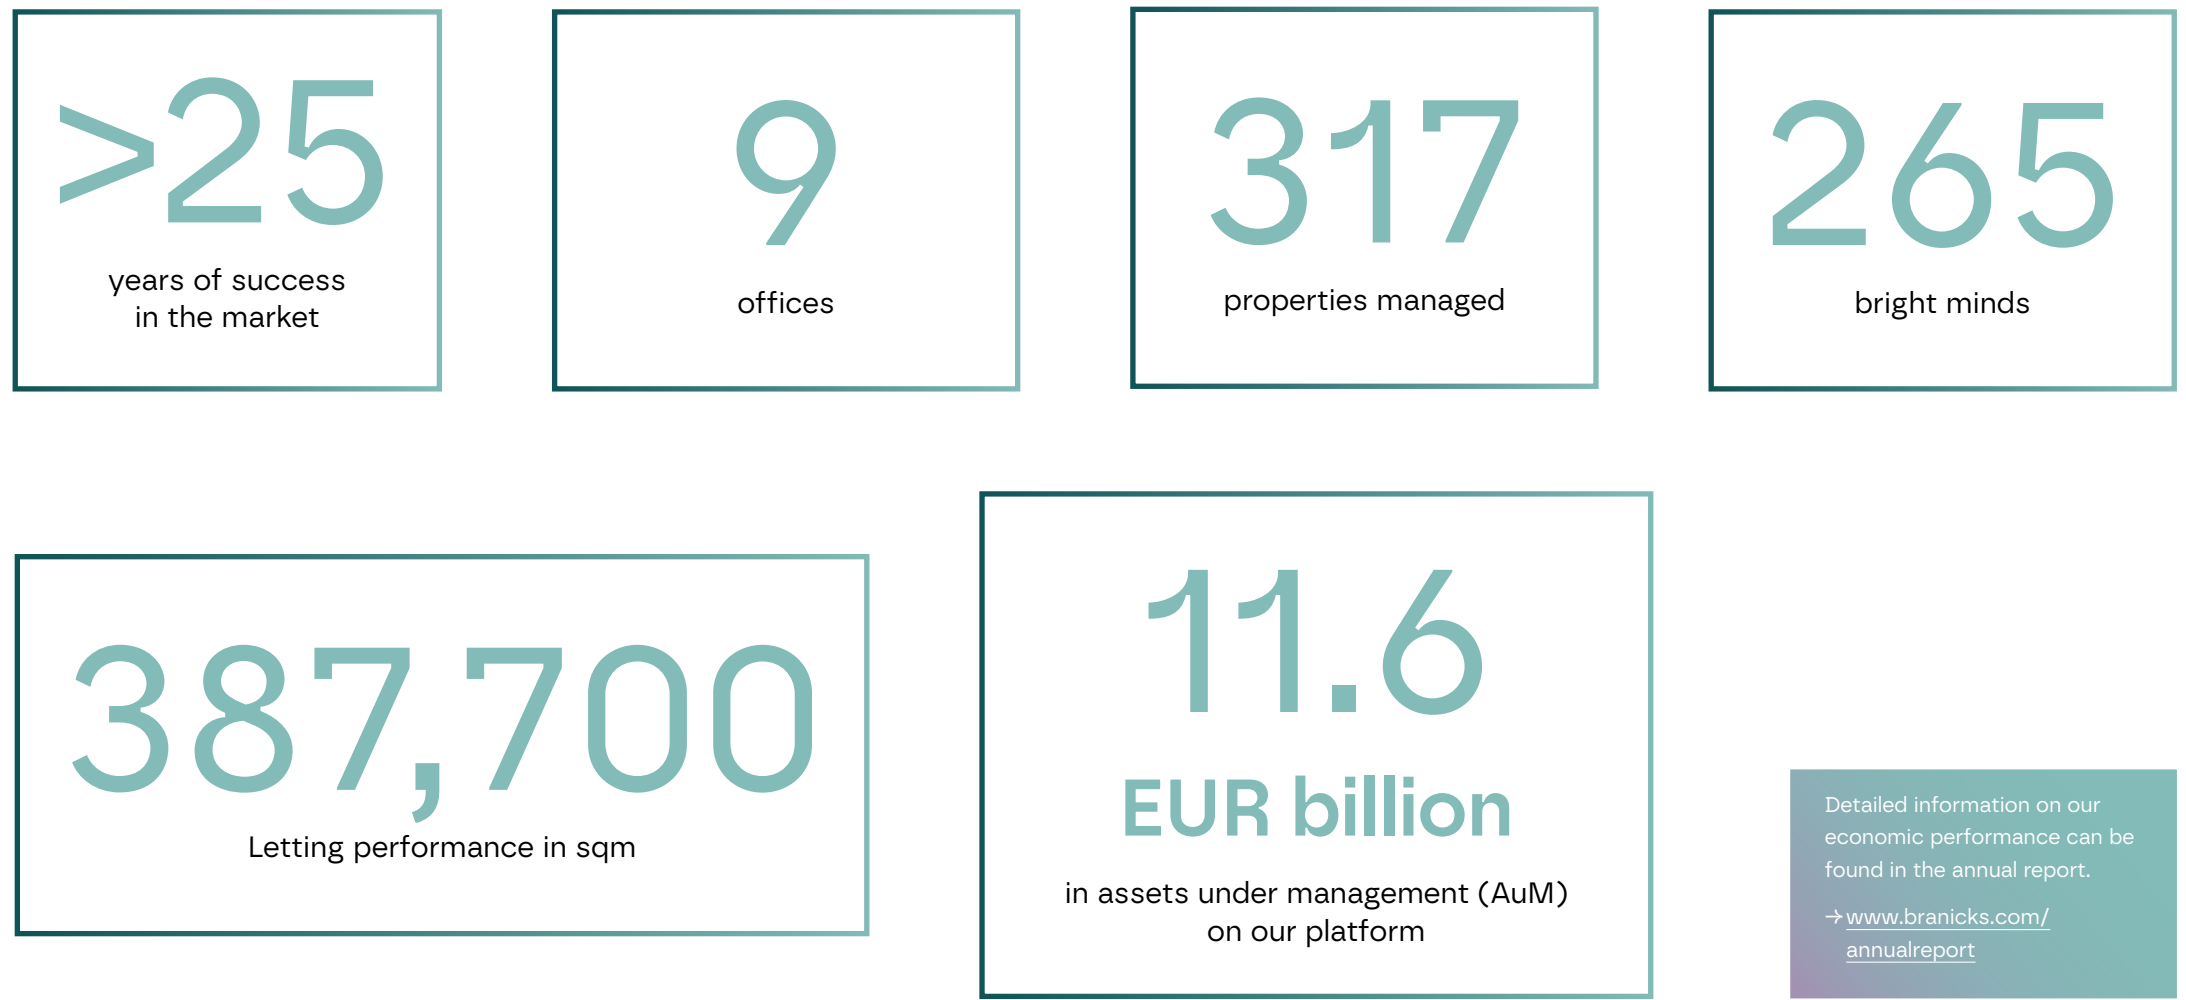 >25
years of success
in the market
9
offices
317
properties managed
265
bright minds
387,700
Letting performance in sqm
11.6
EUR billion
in assets under management (AuM)
on our platform
Detailed information on our
economic performance can be
found in the annual report.
→ www.branicks.com/
annualreport